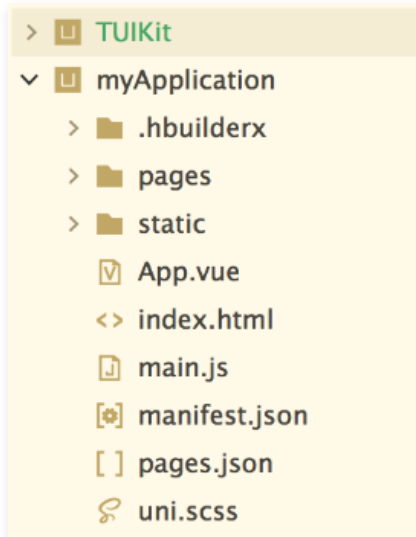 TUIKit
myApplication
.hbuilderx
pages
static
App.vue
index.html
main.js
manifest.json
pages.json
uni.scss